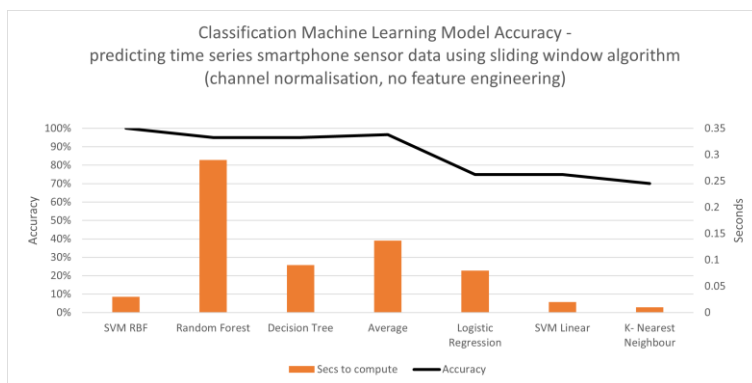 Classification Machine Learning Model Accuracy -
predicting time series smartphone sensor data using sliding window algorithm
(channel normalisation, no feature engineering)
100%
90%
80%
70%
60%
50%
40%
30%
20%
10%
0%
Accuracy
0.35
0.3
0.25
0.2
0.15
0.1
0.05
0
Seconds
SVM RBF
Random Forest
Decision Tree
Average
Logistic
Regression
SVM Linear
K- Nearest
Neighbour
Secs to compute
Accuracy